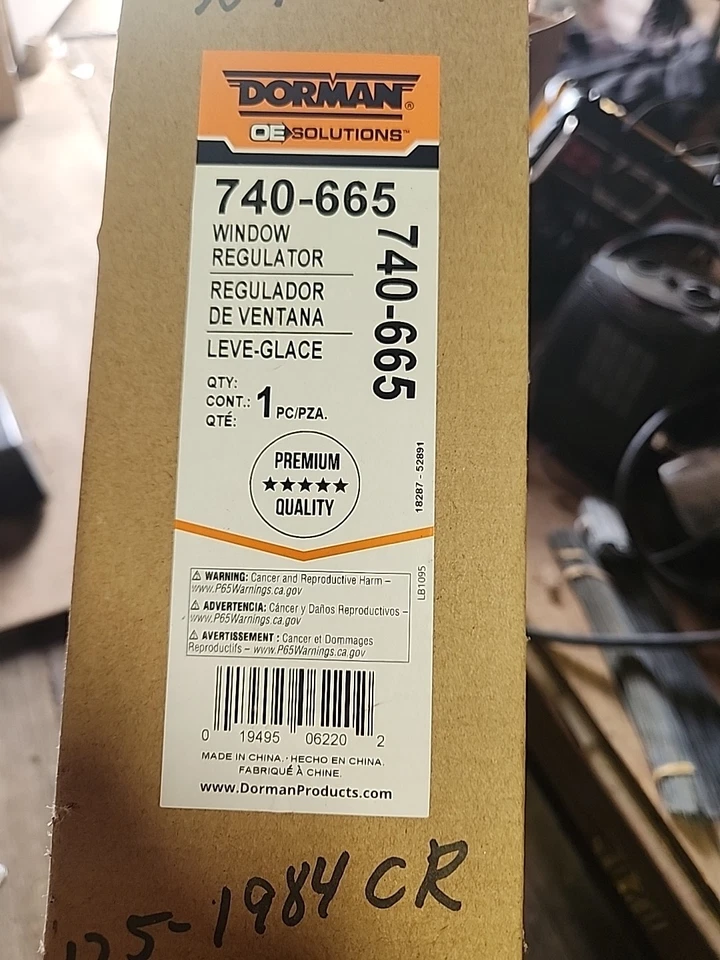 DORMAN®
OE SOLUTIONS™
740-665
WINDOW
REGULATOR
REGULADOR
DE VENTANA
LEVE-GLACE
740-665
QTY:
CONT.: 1 PC/PZA.
QTÉ:
PREMIUM
★★★★★
QUALITY
18287 - 52891
LB1095
⚠ WARNING: Cancer and Reproductive Harm –
www.P65Warnings.ca.gov
⚠ ADVERTENCIA: Cáncer y Daños Reproductivos –
www.P65Warnings.ca.gov
⚠ AVERTISSEMENT : Cancer et Dommages
Reproductifs – www.P65Warnings.ca.gov
0 19495 06220 2
MADE IN CHINA. · HECHO EN CHINA.
FABRIQUÉ À CHINE.
www.DormanProducts.com
25-1984 CR